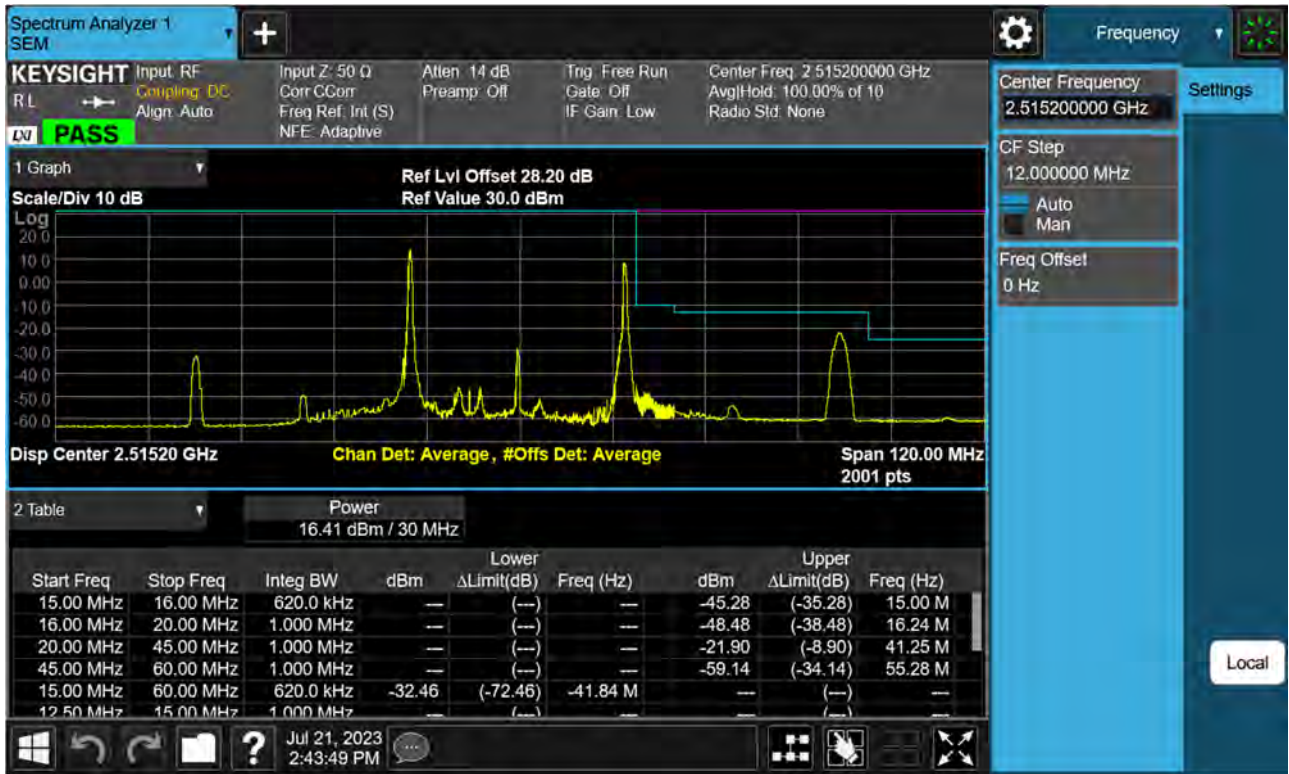 Spectrum Analyzer 1
SEM
+
Frequency
KEYSIGHT
RL
LXI
PASS
Input: RF
Coupling: DC
Align: Auto
Input Z: 50 Ω
Corr CCorr
Freq Ref: Int (S)
NFE: Adaptive
Atten: 14 dB
Preamp: Off
Trig: Free Run
Gate: Off
IF Gain: Low
Center Freq: 2.515200000 GHz
Avg|Hold: 100.00% of 10
Radio Std: None
Center Frequency
2.515200000 GHz
Settings
CF Step
12.000000 MHz
Auto
Man
Freq Offset
0 Hz
1 Graph
Scale/Div 10 dB
Ref Lvl Offset 28.20 dB
Ref Value 30.0 dBm
Log
20.0
10.0
0.00
-10.0
-20.0
-30.0
-40.0
-50.0
-60.0
Disp Center 2.51520 GHz
Chan Det: Average, #Offs Det: Average
Span 120.00 MHz
2001 pts
2 Table
Power
16.41 dBm / 30 MHz
Lower Upper
Start Freq Stop Freq Integ BW dBm ΔLimit(dB) Freq (Hz) dBm ΔLimit(dB) Freq (Hz)
15.00 MHz 16.00 MHz 620.0 kHz --- (---) --- -45.28 (-35.28) 15.00 M
16.00 MHz 20.00 MHz 1.000 MHz --- (---) --- -48.48 (-38.48) 16.24 M
20.00 MHz 45.00 MHz 1.000 MHz --- (---) --- -21.90 (-8.90) 41.25 M
45.00 MHz 60.00 MHz 1.000 MHz --- (---) --- -59.14 (-34.14) 55.28 M
15.00 MHz 60.00 MHz 620.0 kHz -32.46 (-72.46) -41.84 M --- (---) ---
12.50 MHz 15.00 MHz 1.000 MHz --- (---) --- --- (---) ---
Local
?
Jul 21, 2023
2:43:49 PM